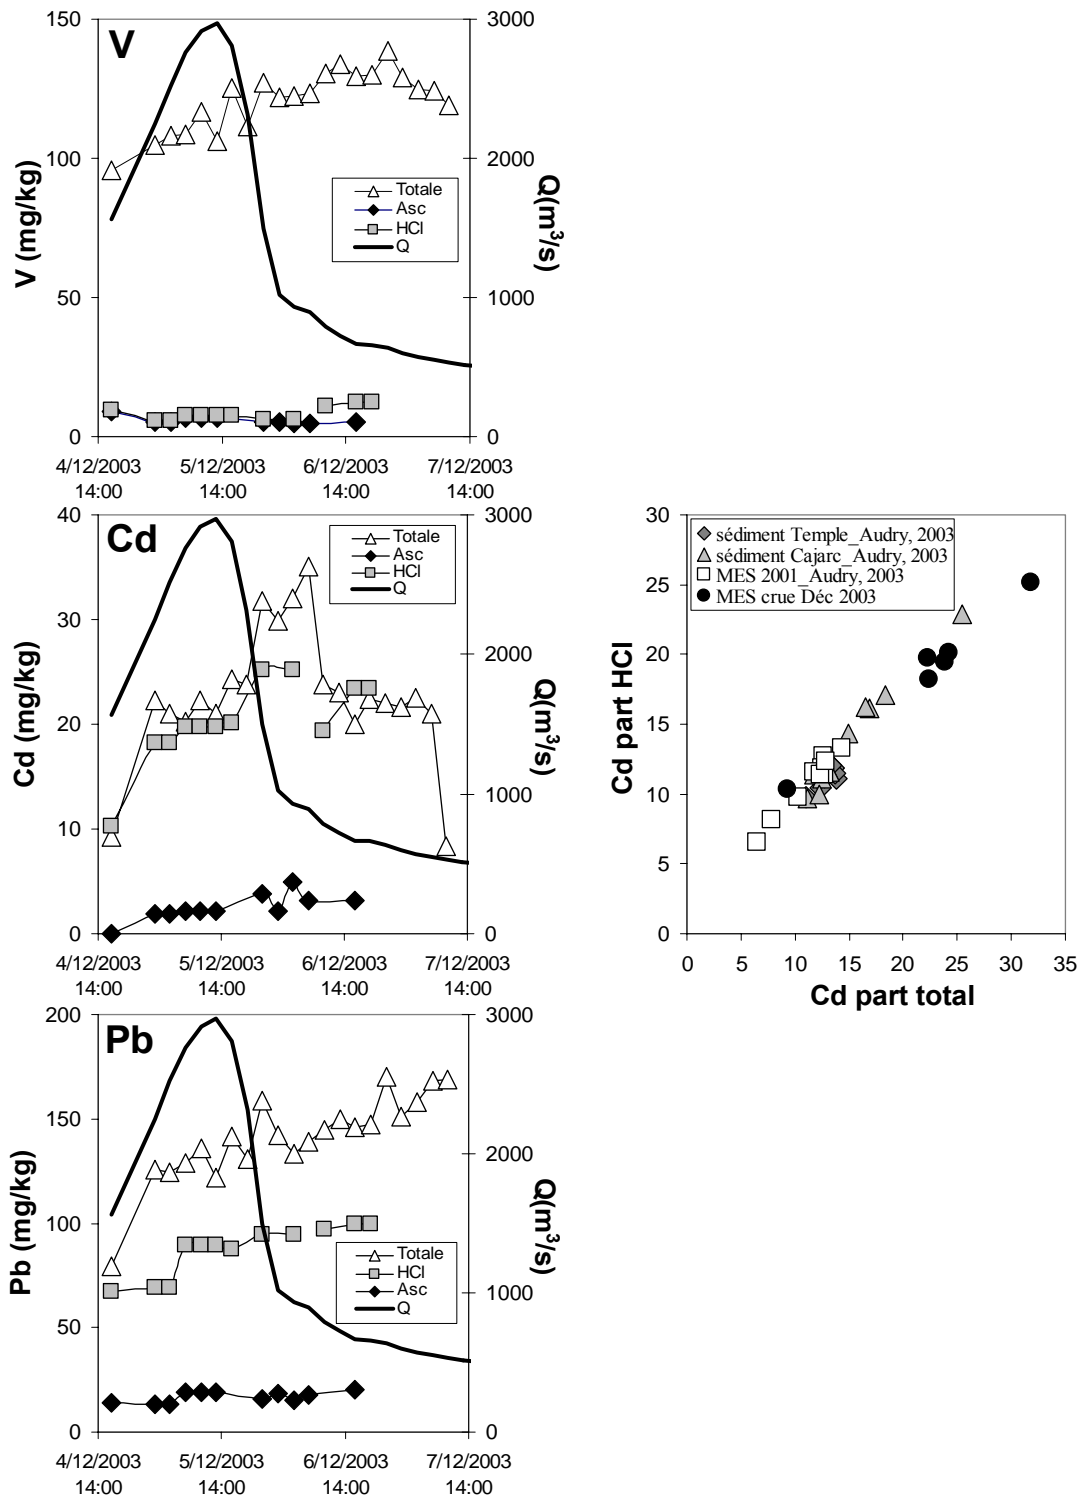 V
V (mg/kg)
150
100
50
0
3000
2000
1000
0
Q(m³/s)
Totale
Asc
HCl
Q
4/12/2003 5/12/2003 6/12/2003 7/12/2003
14:00 14:00 14:00 14:00
Cd
Cd (mg/kg)
40
30
20
10
0
3000
2000
1000
0
Q(m³/s)
Totale
Asc
HCl
Q
4/12/2003 5/12/2003 6/12/2003 7/12/2003
14:00 14:00 14:00 14:00
Cd part HCl
30
25
20
15
10
5
0
sédiment Temple_Audry, 2003
sédiment Cajarc_Audry, 2003
MES 2001_Audry, 2003
MES crue Déc 2003
0 5 10 15 20 25 30 35
Cd part total
Pb
Pb (mg/kg)
200
150
100
50
0
3000
2000
1000
0
Q(m³/s)
Totale
HCl
Asc
Q
4/12/2003 5/12/2003 6/12/2003 7/12/2003
14:00 14:00 14:00 14:00